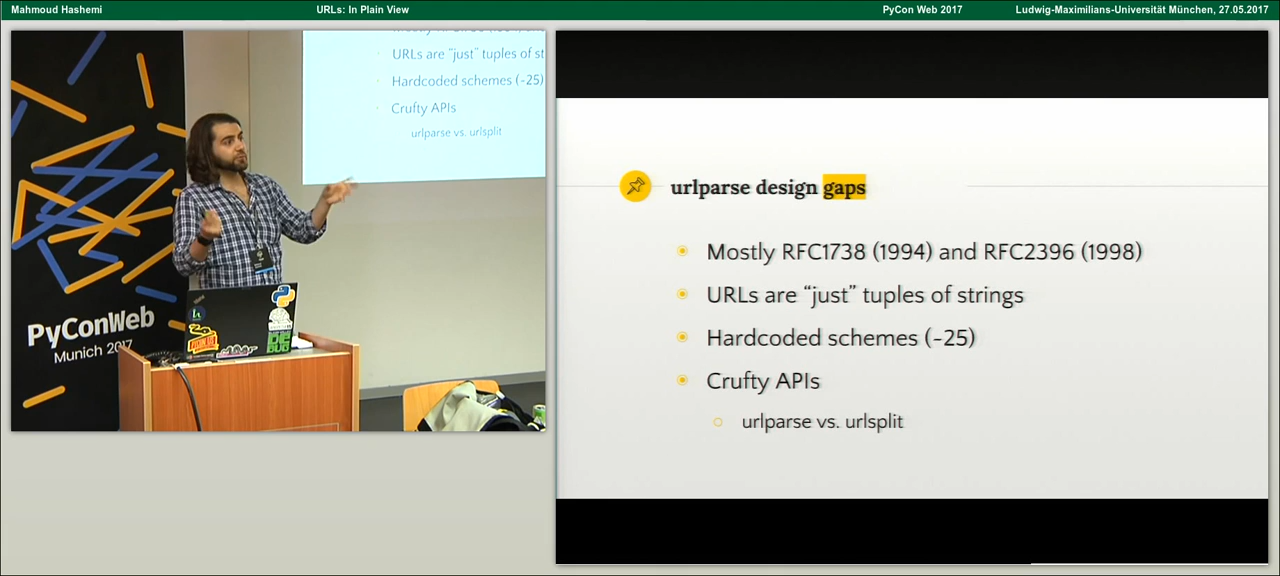 Mahmoud Hashemi URLs: In Plain View PyCon Web 2017 Ludwig-Maximilians-Universität München, 27.05.2017
URLs are “just” tuples of st
Hardcoded schemes (~25)
Crufty APIs
urlparse vs. urlsplit
PyConWeb
Munich 2017
urlparse design gaps
Mostly RFC1738 (1994) and RFC2396 (1998)
URLs are “just” tuples of strings
Hardcoded schemes (~25)
Crufty APIs
urlparse vs. urlsplit